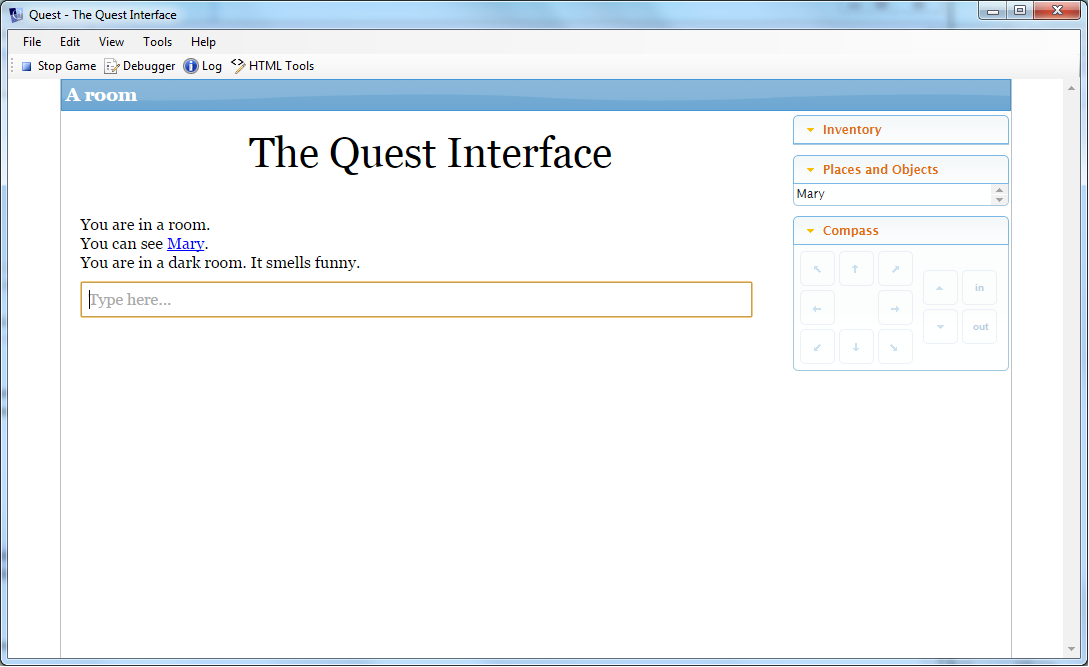 Quest - The Quest Interface
File Edit View Tools Help
Stop Game Debugger Log HTML Tools
A room
The Quest Interface
You are in a room.
You can see Mary.
You are in a dark room. It smells funny.
Type here...
Inventory
Places and Objects
Mary
Compass
in
out